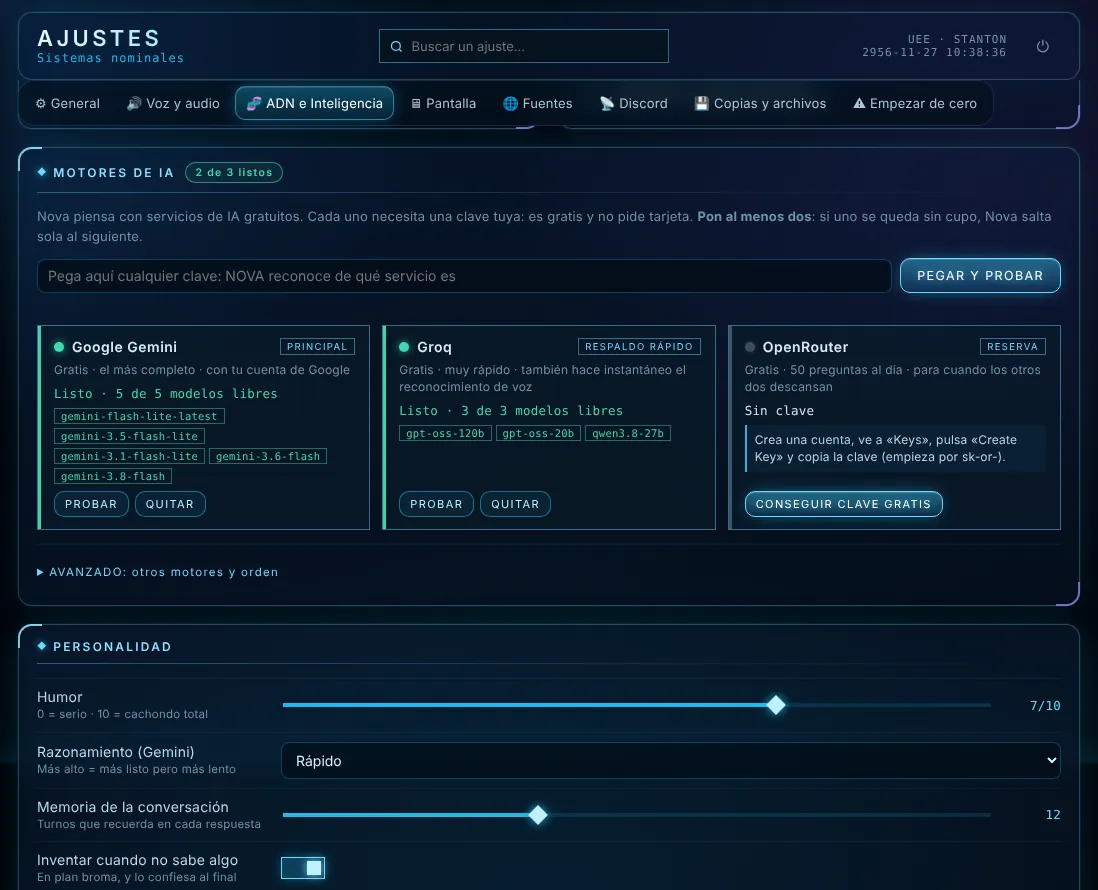 AJUSTES
Sistemas nominales
Buscar un ajuste...
UEE · STANTON
2956-11-27 10:38:36
General
Voz y audio
ADN e Inteligencia
Pantalla
Fuentes
Discord
Copias y archivos
Empezar de cero
MOTORES DE IA
2 de 3 listos
Nova piensa con servicios de IA gratuitos. Cada uno necesita una clave tuya: es gratis y no pide tarjeta. Pon al menos dos: si uno se queda sin cupo, Nova salta
sola al siguiente.
Pega aquí cualquier clave: NOVA reconoce de qué servicio es
PEGAR Y PROBAR
Google Gemini
PRINCIPAL
Gratis · el más completo · con tu cuenta de Google
Listo · 5 de 5 modelos libres
gemini-flash-lite-latest
gemini-3.5-flash-lite
gemini-3.1-flash-lite gemini-3.6-flash
gemini-3.8-flash
PROBAR
QUITAR
Groq
RESPALDO RÁPIDO
Gratis · muy rápido · también hace instantáneo el
reconocimiento de voz
Listo · 3 de 3 modelos libres
gpt-oss-120b gpt-oss-20b qwen3.8-27b
PROBAR
QUITAR
OpenRouter
RESERVA
Gratis · 50 preguntas al día · para cuando los otros
dos descansan
Sin clave
Crea una cuenta, ve a «Keys», pulsa «Create
Key» y copia la clave (empieza por sk-or-).
CONSEGUIR CLAVE GRATIS
AVANZADO: otros motores y orden
PERSONALIDAD
Humor
0 = serio · 10 = cachondo total
7/10
Razonamiento (Gemini)
Más alto = más listo pero más lento
Rápido
Memoria de la conversación
Turnos que recuerda en cada respuesta
12
Inventar cuando no sabe algo
En plan broma, y lo confiesa al final